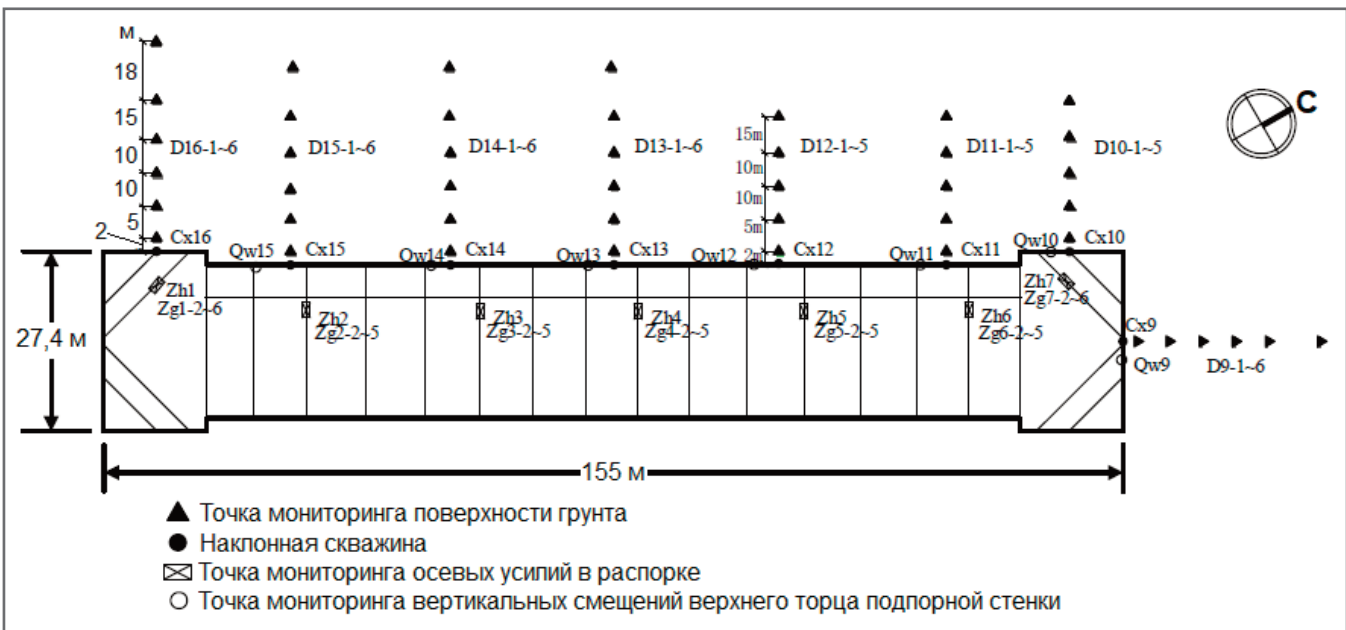 м
18
15
10
10
5
2
D16-1~6
D15-1~6
D14-1~6
D13-1~6
15m
10m
10m
5m
2m
D12-1~5
D11-1~5
D10-1~5
С
Cx16
Qw15
Cx15
Qw14
Cx14
Qw13
Cx13
Qw12
Cx12
Qw11
Cx11
Qw10
Cx10
Zh1
Zg1-2~6
Zh2
Zg2-2~5
Zh3
Zg3-2~5
Zh4
Zg4-2~5
Zh5
Zg5-2~5
Zh6
Zg6-2~5
Zh7
Zg7-2~6
Cx9
Qw9
D9-1~6
27,4 м
155 м
Точка мониторинга поверхности грунта
Наклонная скважина
Точка мониторинга осевых усилий в распорке
Точка мониторинга вертикальных смещений верхнего торца подпорной стенки